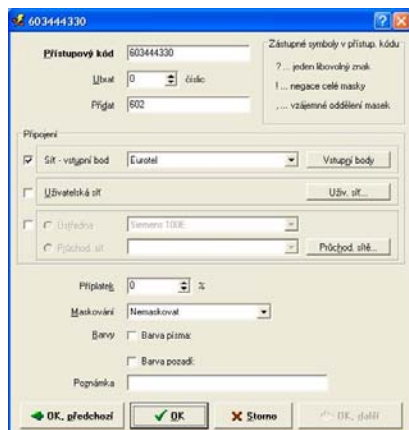 603444330
Přístupový kód 603444330
Ubrat 0 číslic
Přidat 602
Zástupné symboly v přístup. kódu
? ... jeden libovolný znak
! ... negace celé masky
, ... vzájemné oddělení masek
Připojení
Síť - vstupní bod Eurotel Vstupní body
Uživatelská síť Uživ. síť...
Ústředna Siemens 100E
Průchod. síť Průchod. sítě...
Příplatek 0 %
Maskování Nemaskovat
Barvy Barva písma:
Barva pozadí:
Poznámka
OK, předchozí OK Storno OK, další